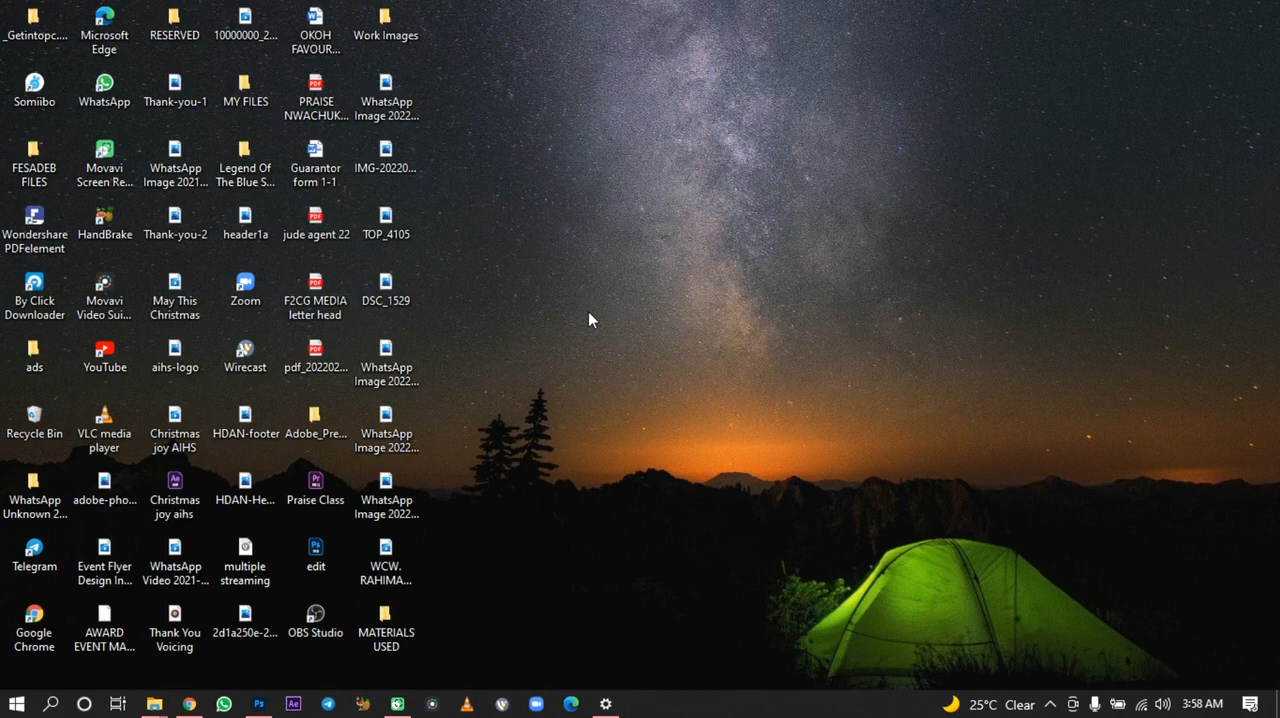 _Getintopc....
Microsoft
Edge
RESERVED
10000000_2...
OKOH
FAVOUR...
Work Images
Somiibo
WhatsApp
Thank-you-1
MY FILES
PRAISE
NWACHUK...
WhatsApp
Image 2022...
FESADEB
FILES
Movavi
Screen Re...
WhatsApp
Image 2021...
Legend Of
The Blue S...
Guarantor
form 1-1
IMG-20220...
Wondershare
PDFelement
HandBrake
Thank-you-2
header1a
jude agent 22
TOP_4105
By Click
Downloader
Movavi
Video Sui...
May This
Christmas
Zoom
F2CG MEDIA
letter head
DSC_1529
ads
YouTube
aihs-logo
Wirecast
pdf_202202...
WhatsApp
Image 2022...
Recycle Bin
VLC media
player
Christmas
joy AIHS
HDAN-footer
Adobe_Pre...
WhatsApp
Image 2022...
WhatsApp
Unknown 2...
adobe-pho...
Christmas
joy aihs
HDAN-He...
Praise Class
WhatsApp
Image 2022...
Telegram
Event Flyer
Design In...
WhatsApp
Video 2021-...
multiple
streaming
edit
WCW.
RAHIMA...
Google
Chrome
AWARD
EVENT MA...
Thank You
Voicing
2d1a250e-2...
OBS Studio
MATERIALS
USED
25°C Clear
3:58 AM